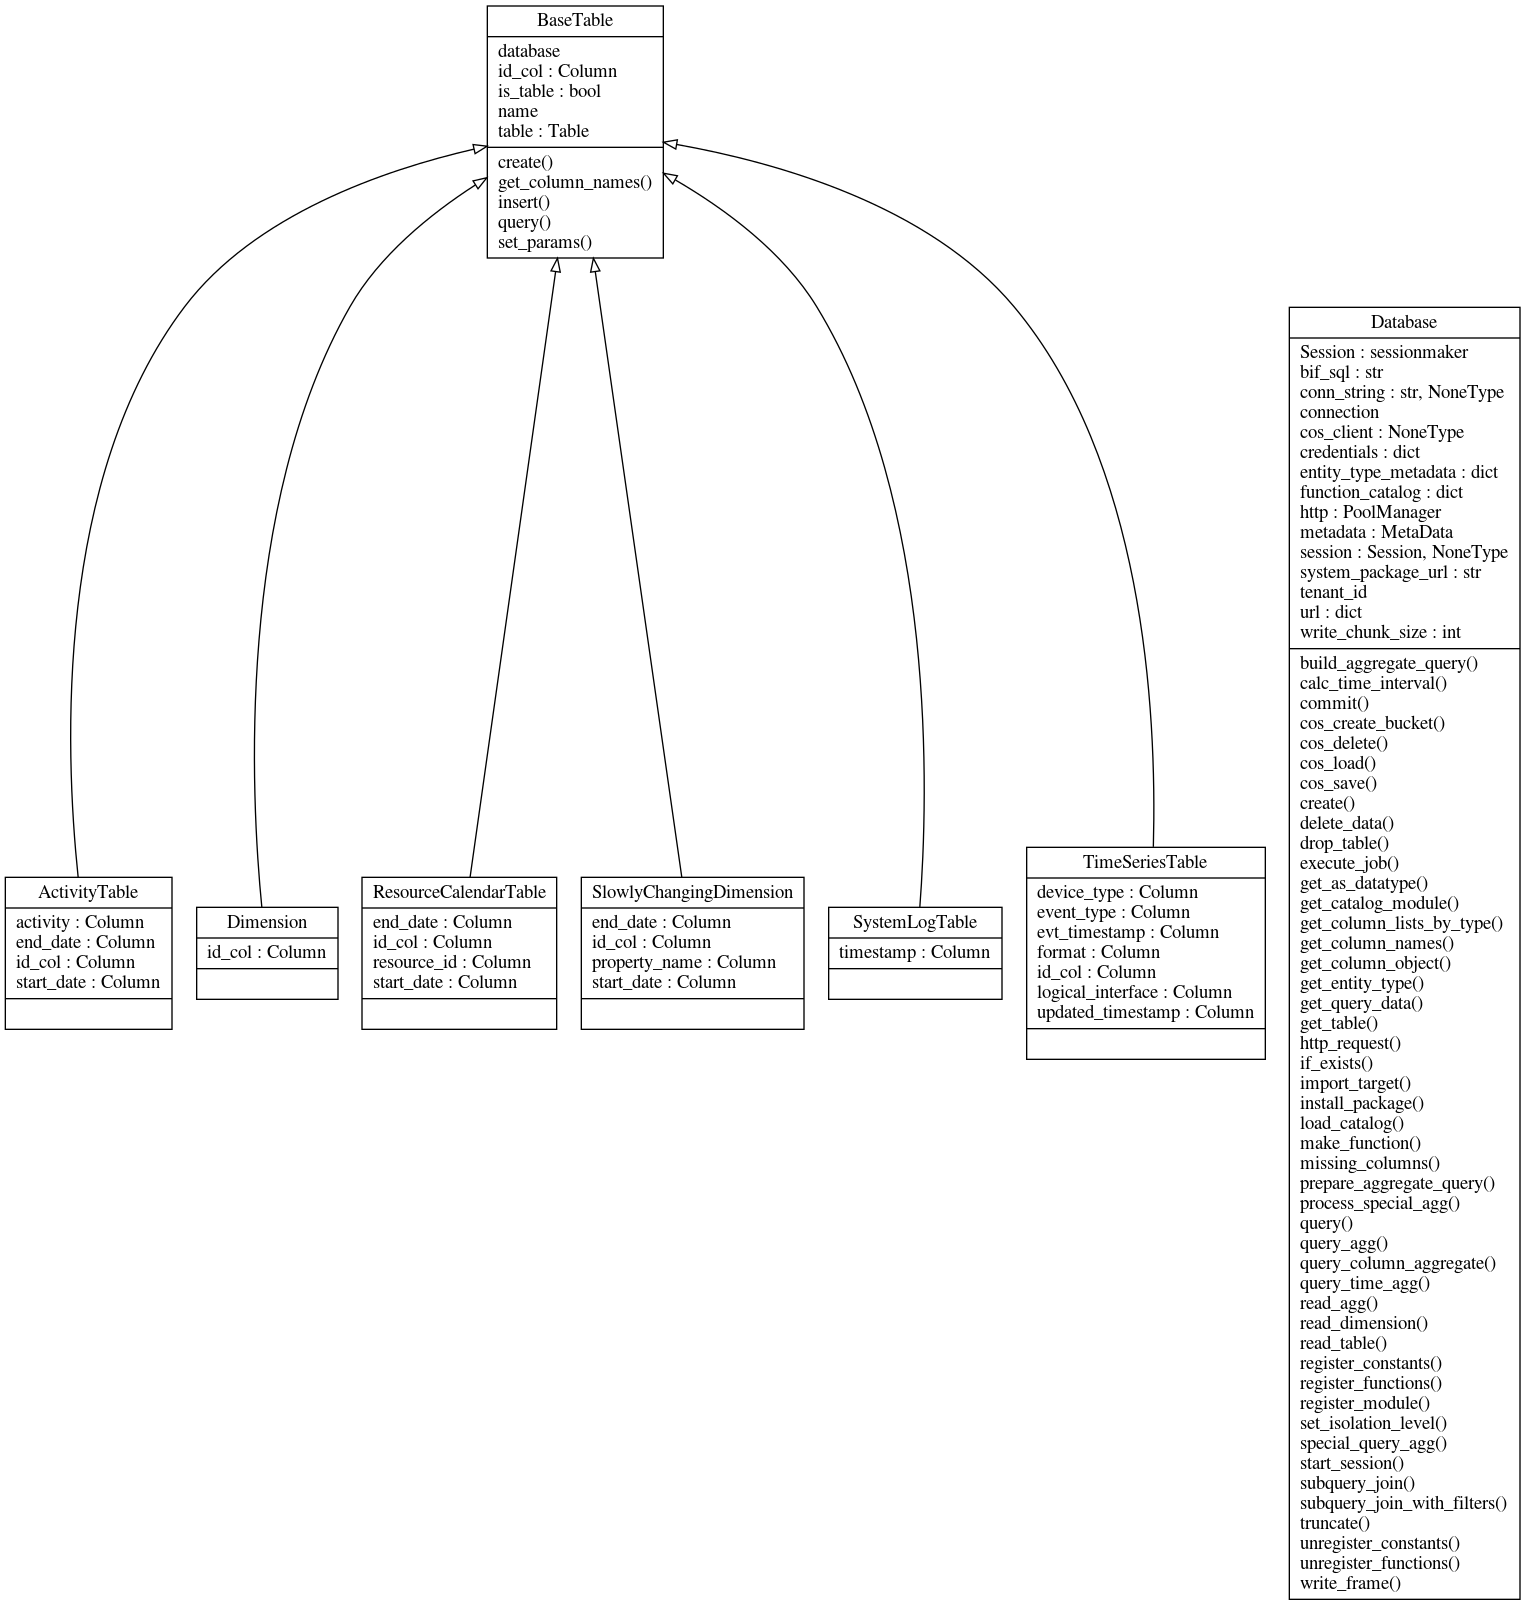 BaseTable
database
id_col : Column
is_table : bool
name
table : Table
create()
get_column_names()
insert()
query()
set_params()
ActivityTable
activity : Column
end_date : Column
id_col : Column
start_date : Column
Dimension
id_col : Column
ResourceCalendarTable
end_date : Column
id_col : Column
resource_id : Column
start_date : Column
SlowlyChangingDimension
end_date : Column
id_col : Column
property_name : Column
start_date : Column
SystemLogTable
timestamp : Column
TimeSeriesTable
device_type : Column
event_type : Column
evt_timestamp : Column
format : Column
id_col : Column
logical_interface : Column
updated_timestamp : Column
Database
Session : sessionmaker
bif_sql : str
conn_string : str, NoneType
connection
cos_client : NoneType
credentials : dict
entity_type_metadata : dict
function_catalog : dict
http : PoolManager
metadata : MetaData
session : Session, NoneType
system_package_url : str
tenant_id
url : dict
write_chunk_size : int
build_aggregate_query()
calc_time_interval()
commit()
cos_create_bucket()
cos_delete()
cos_load()
cos_save()
create()
delete_data()
drop_table()
execute_job()
get_as_datatype()
get_catalog_module()
get_column_lists_by_type()
get_column_names()
get_column_object()
get_entity_type()
get_query_data()
get_table()
http_request()
if_exists()
import_target()
install_package()
load_catalog()
make_function()
missing_columns()
prepare_aggregate_query()
process_special_agg()
query()
query_agg()
query_column_aggregate()
query_time_agg()
read_agg()
read_dimension()
read_table()
register_constants()
register_functions()
register_module()
set_isolation_level()
special_query_agg()
start_session()
subquery_join()
subquery_join_with_filters()
truncate()
unregister_constants()
unregister_functions()
write_frame()